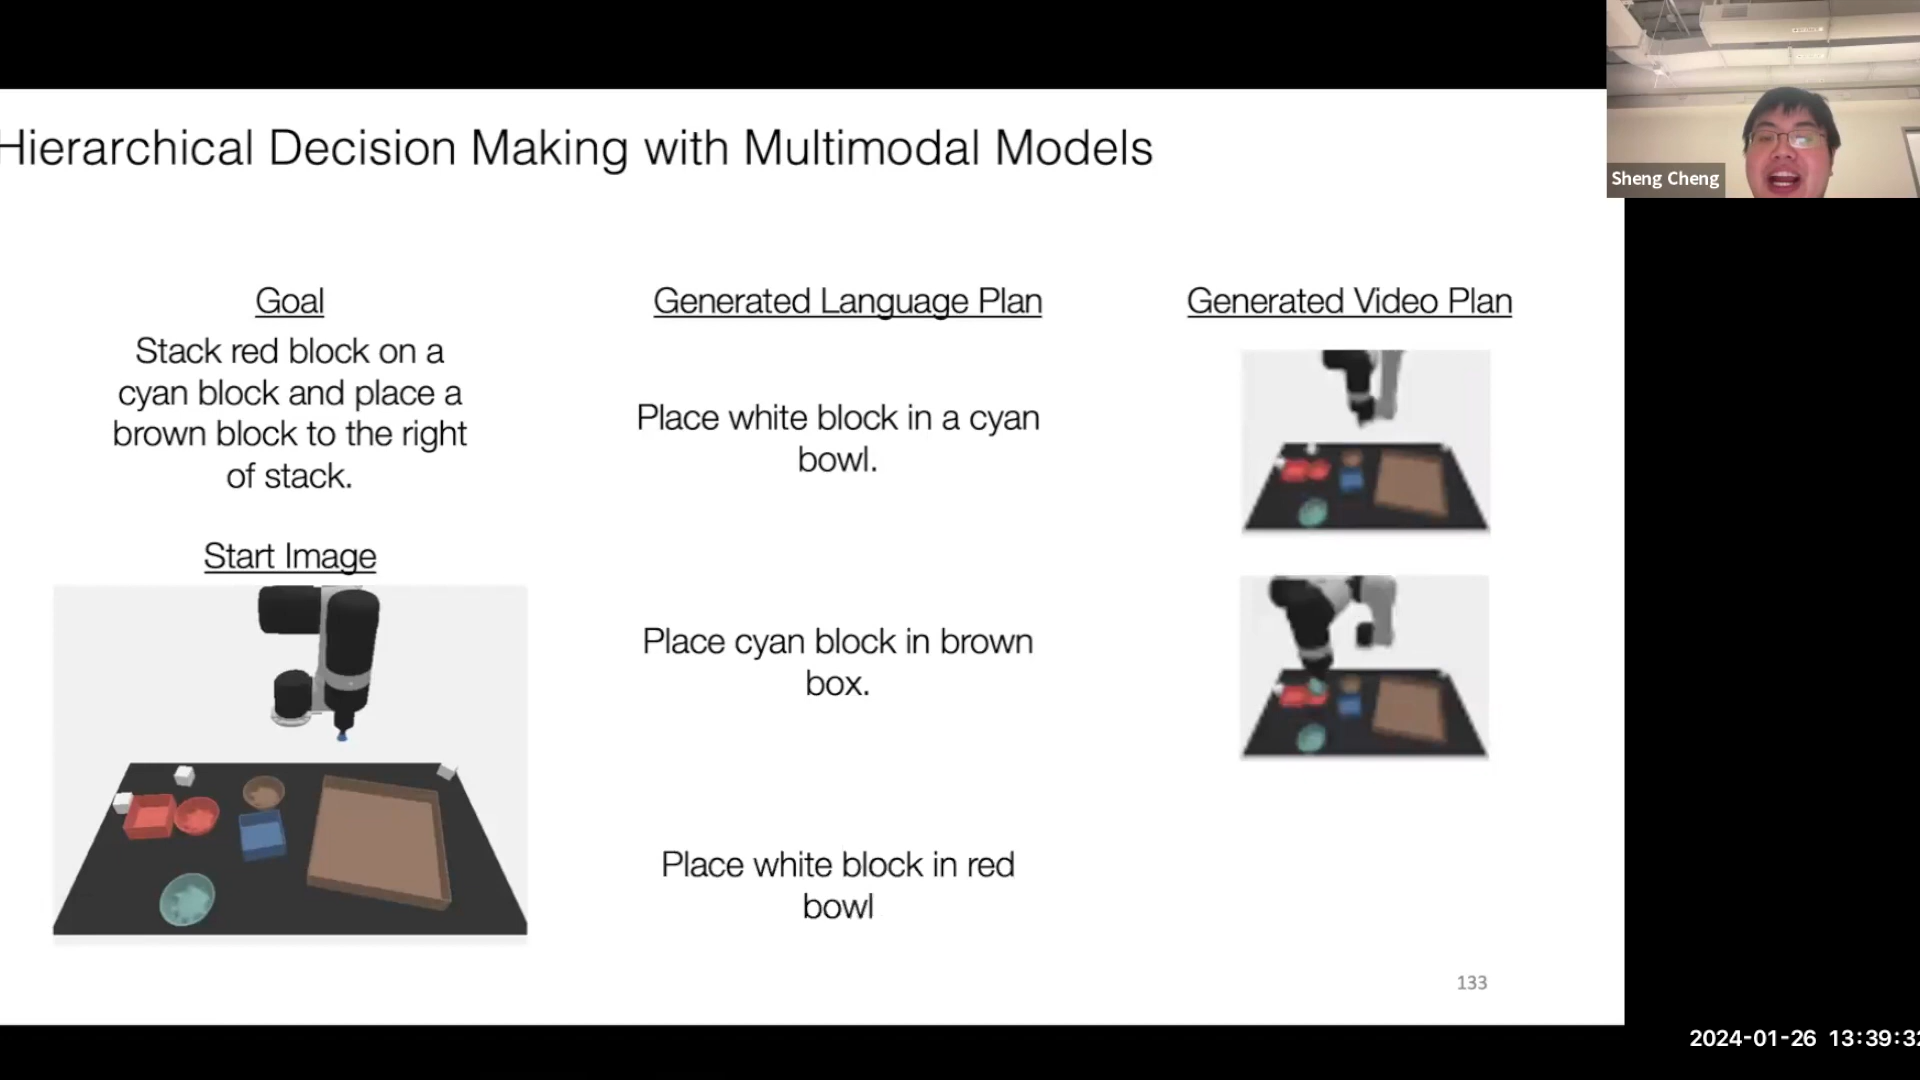 Hierarchical Decision Making with Multimodal Models
Sheng Cheng
Goal
Stack red block on a
cyan block and place a
brown block to the right
of stack.
Start Image
Generated Language Plan
Place white block in a cyan
bowl.
Place cyan block in brown
box.
Place white block in red
bowl
Generated Video Plan
133
2024-01-26 13:39:32